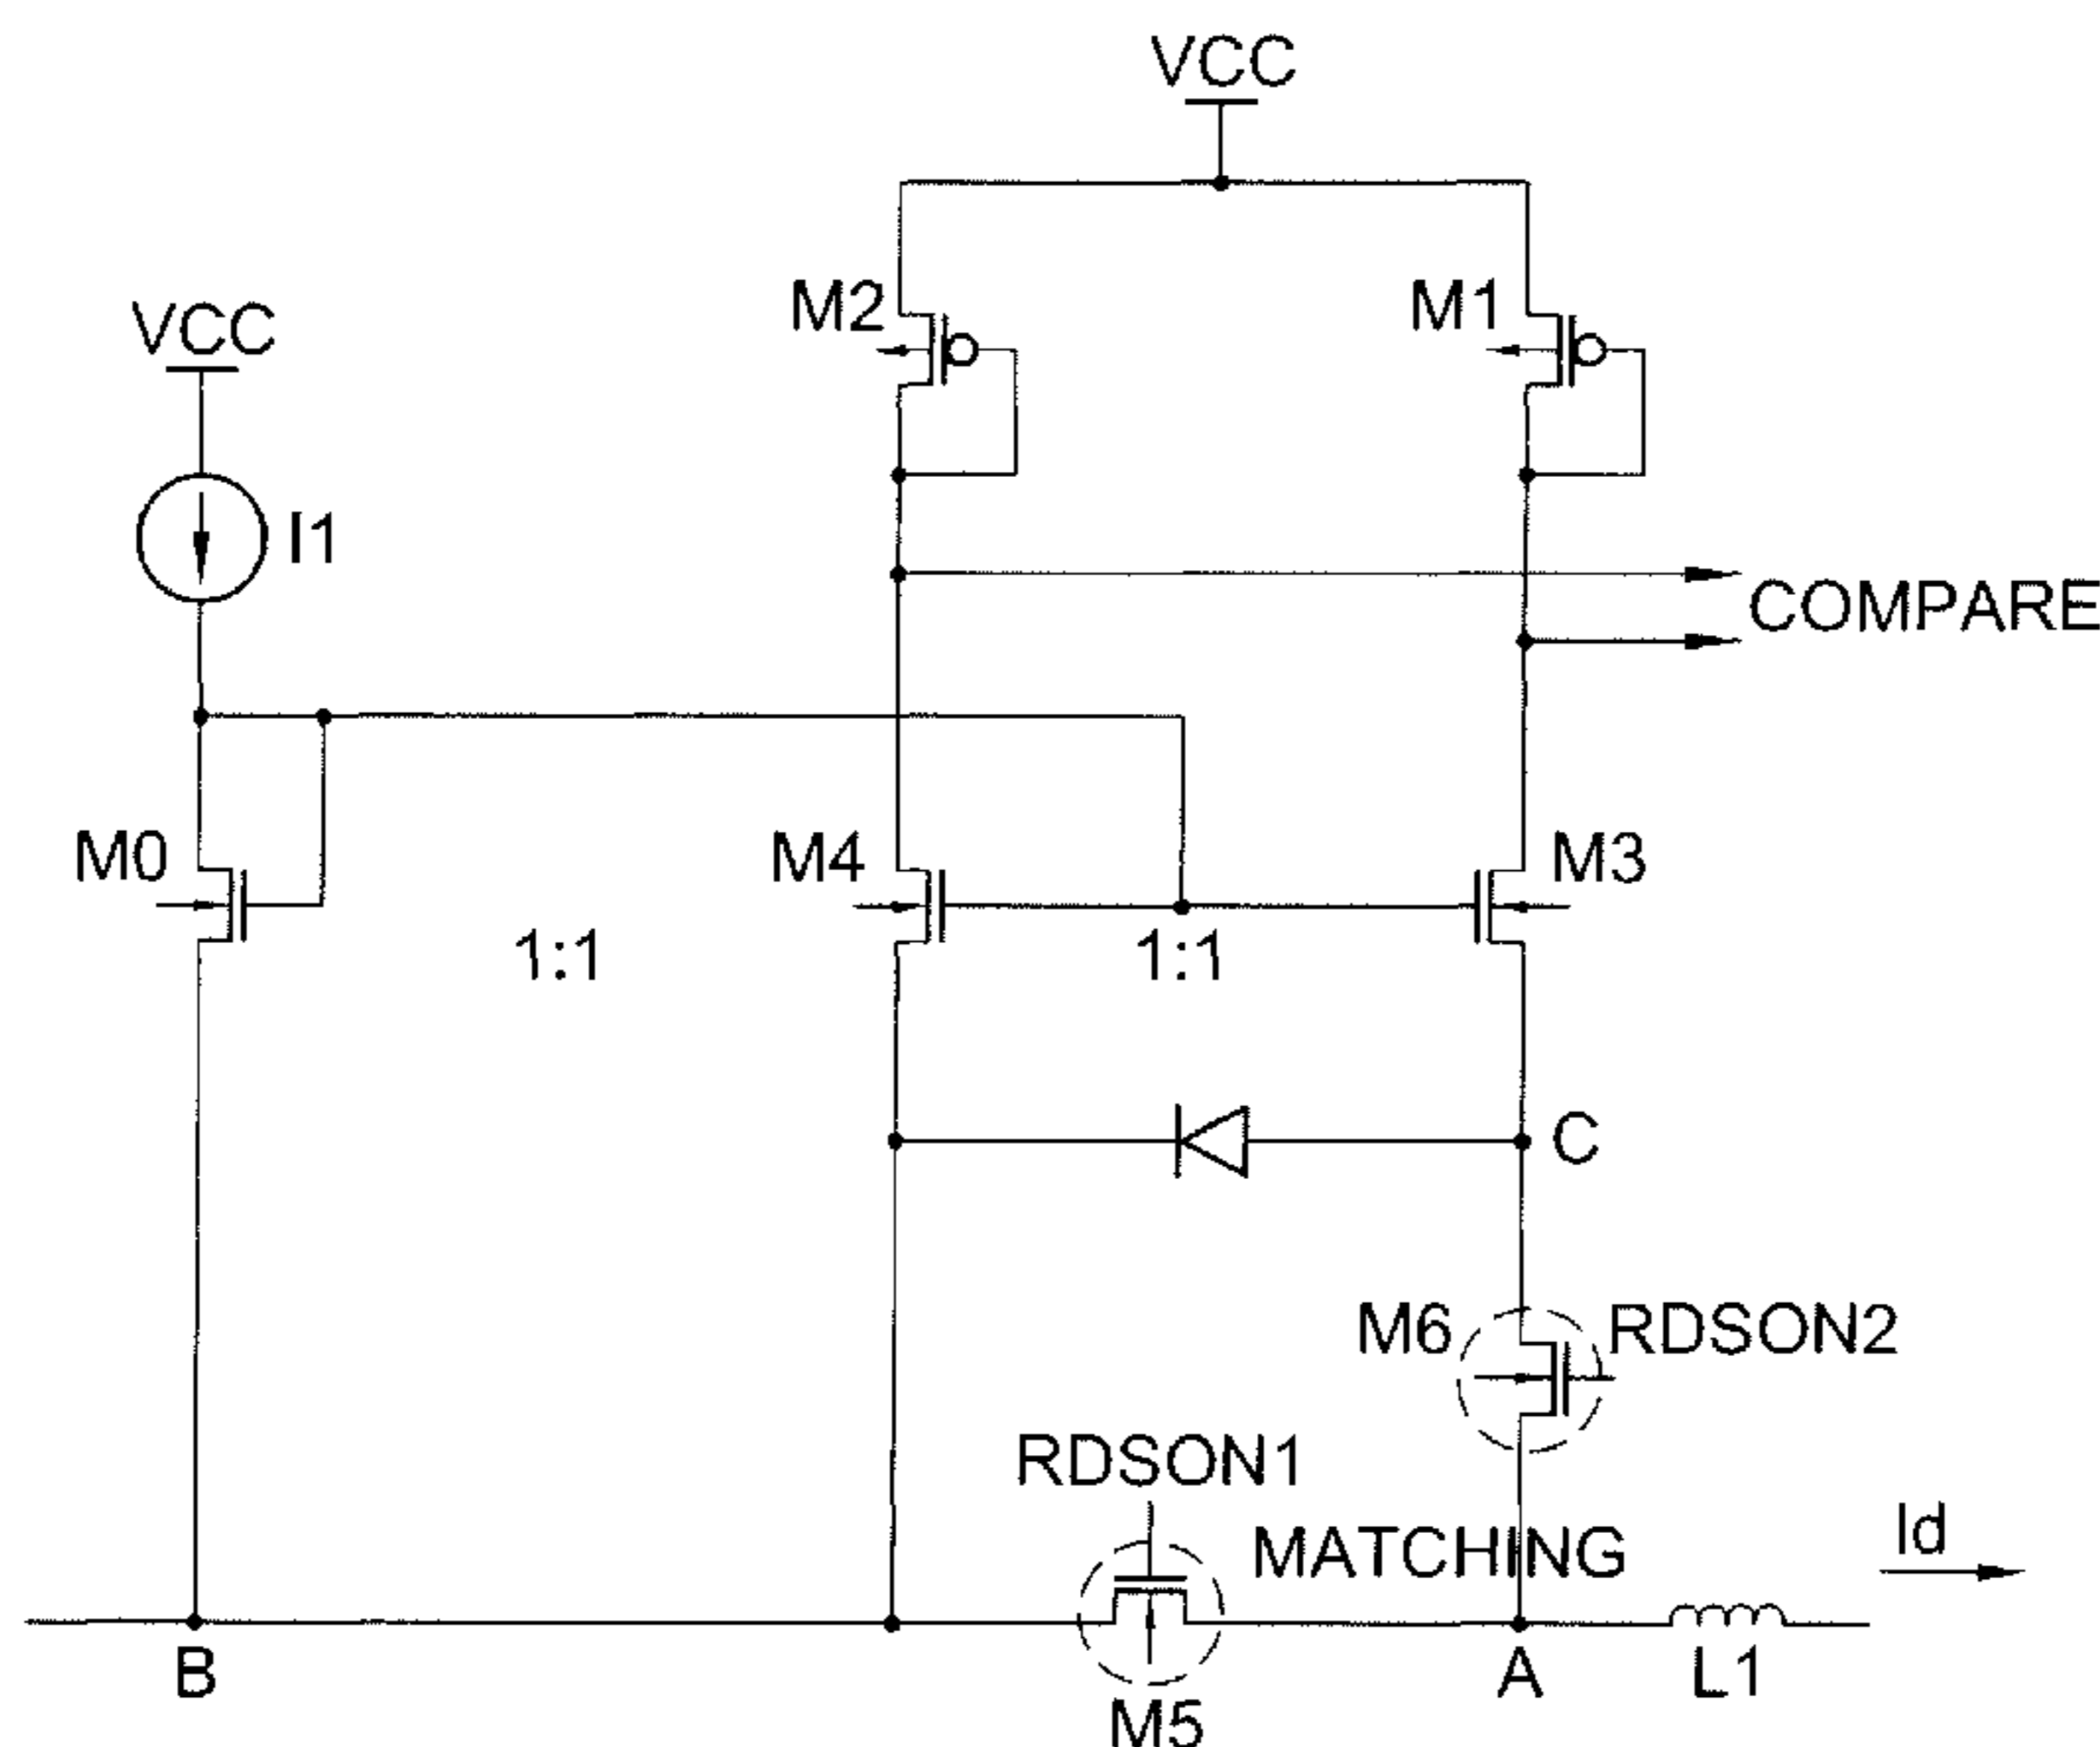 VCC
M2
M1
VCC
I1
COMPARE
M0
M4
M3
1:1
1:1
C
M6
RDSON2
RDSON1
MATCHING
Id
B
A
L1
M5